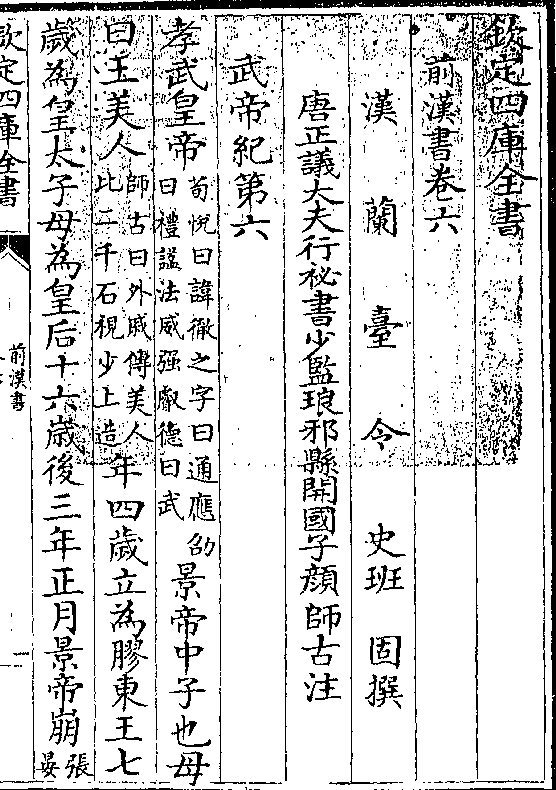 欽定四庫全書
前漢書卷六
漢蘭臺令史班固撰
唐正議大夫行祕書少監琅邪縣開國子顔師古注
武帝紀第六
孝武皇帝荀悅曰諱徹之字曰通應劭曰禮諡法威强叡德曰武景帝中子也母
曰王美人師古曰外戚傳美人比二千石視少上造年四歲立為膠東王七
歲為皇太子母為皇后十六歲後三年正月景帝崩張晏
欽定四庫全書
前漢書